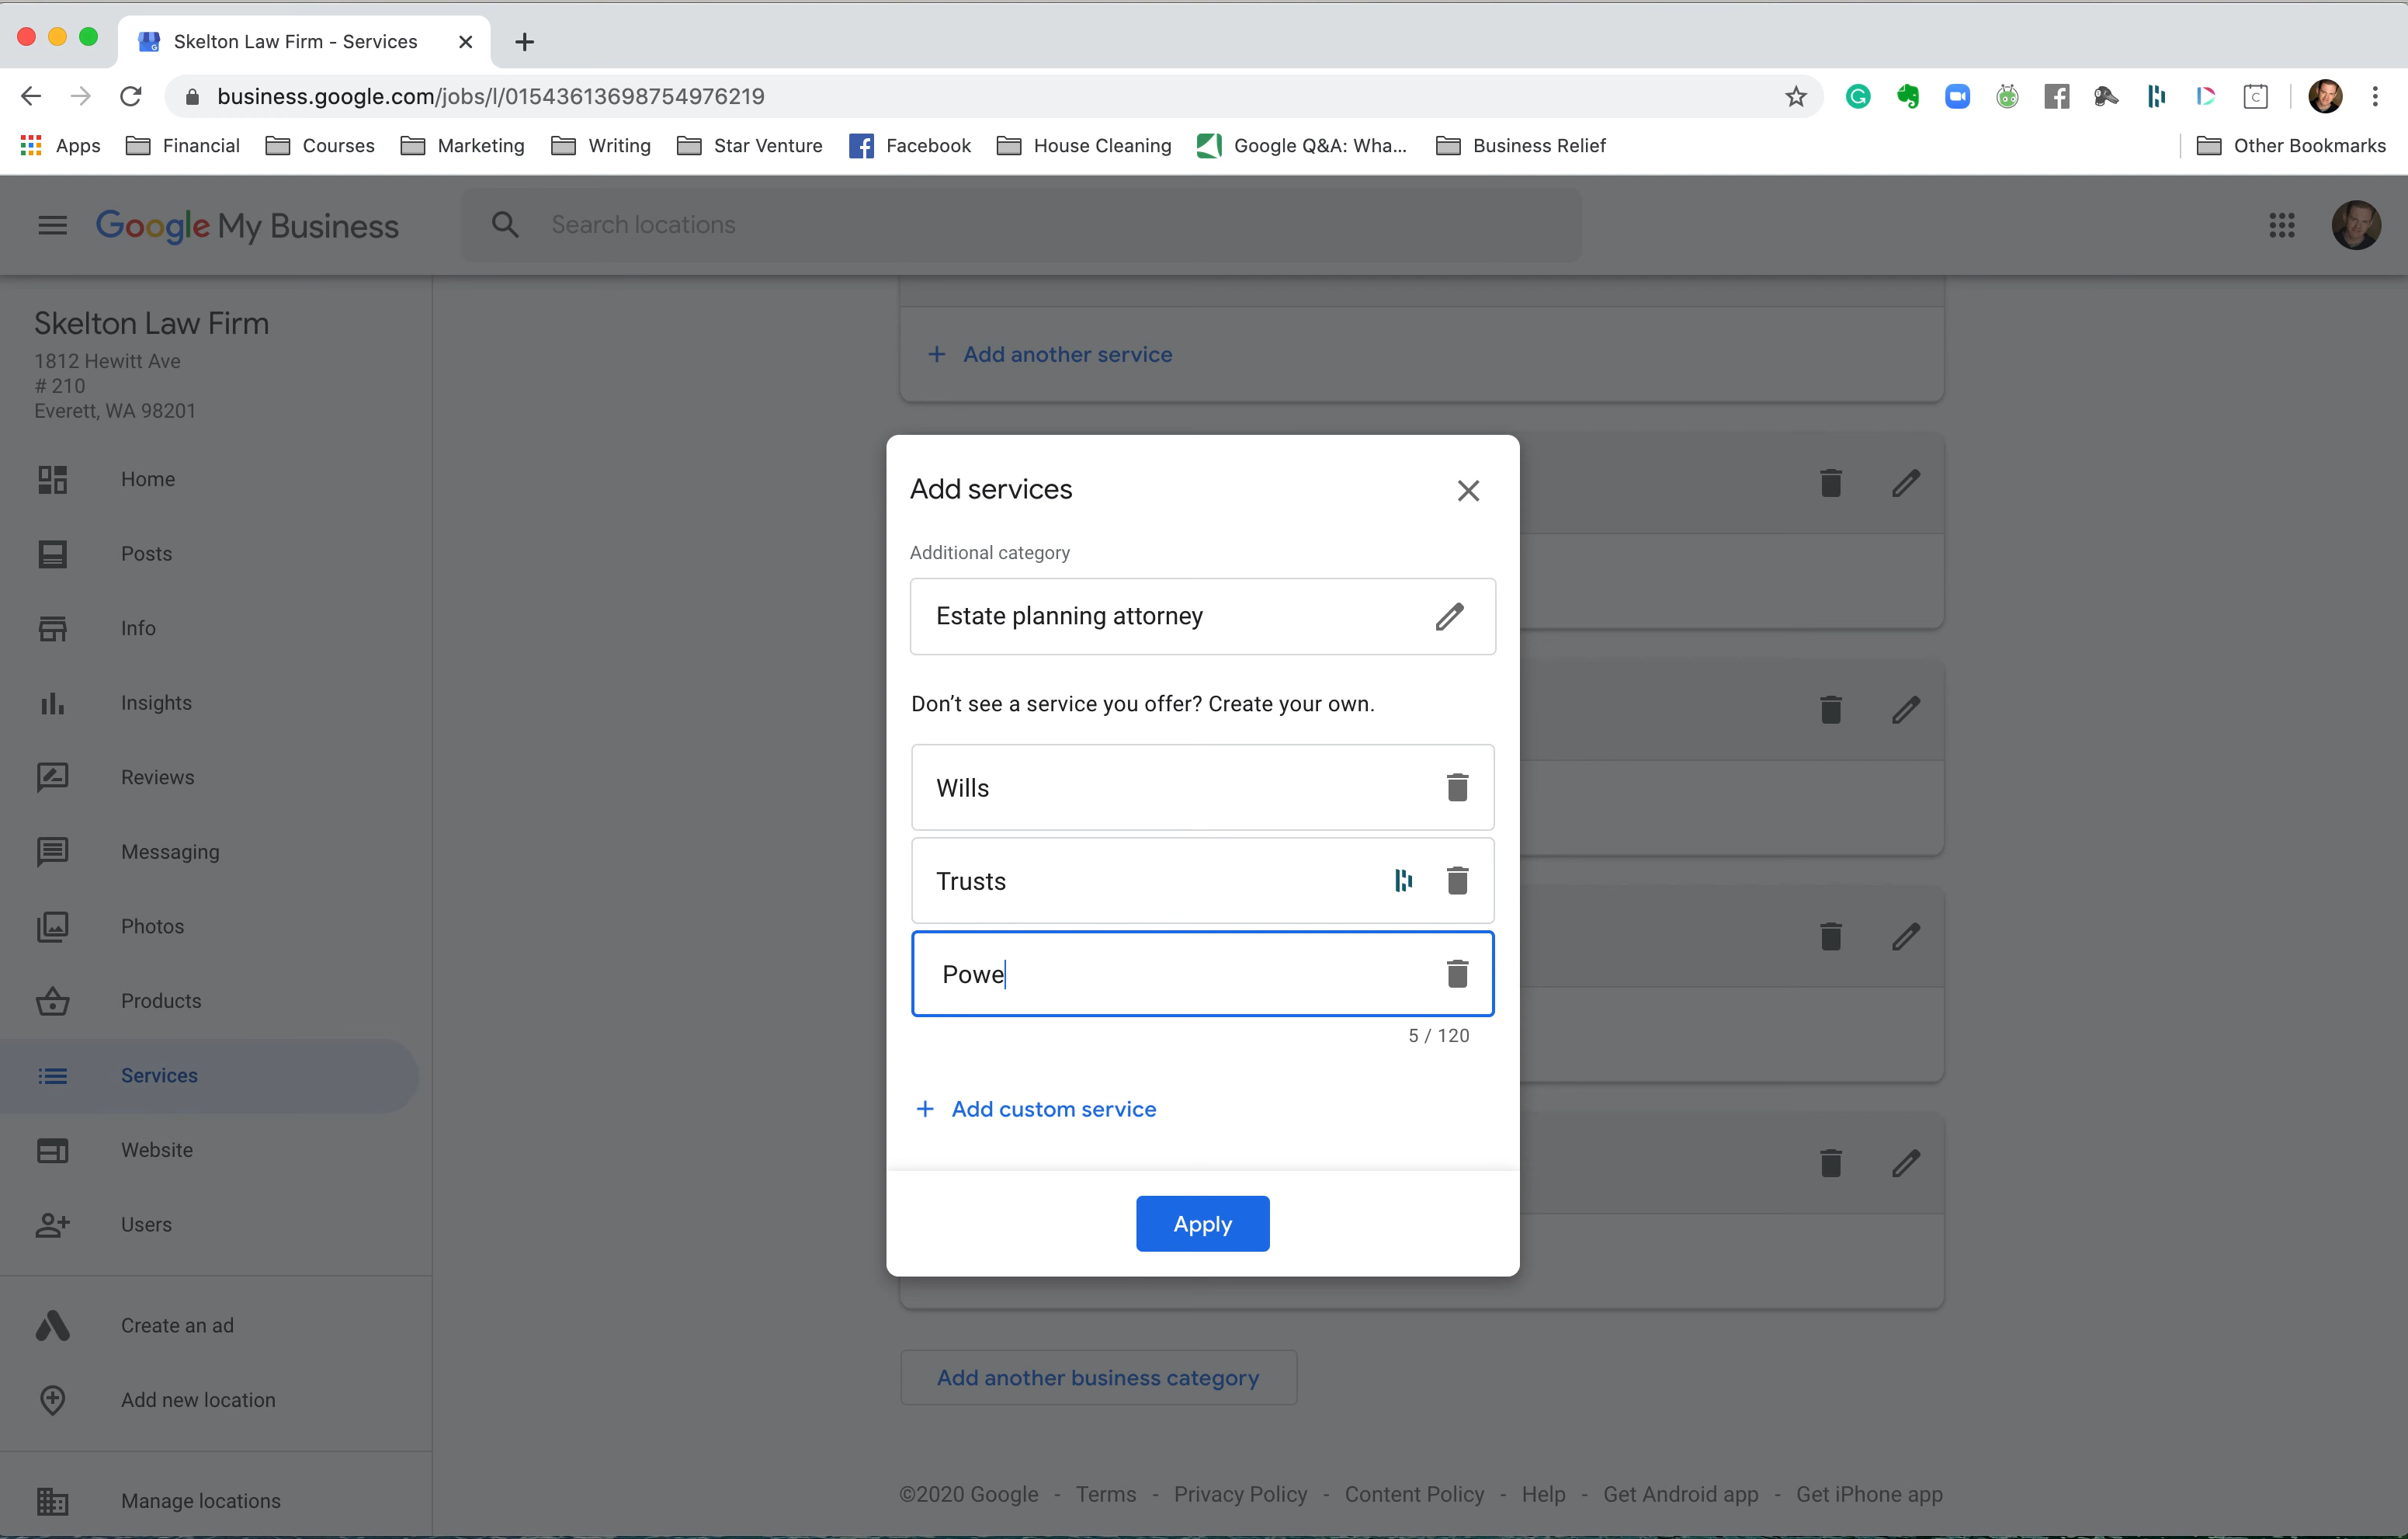 Skelton Law Firm - Services
business.google.com/jobs/l/01543613698754976219
Apps
Financial
Courses
Marketing
Writing
Star Venture
Facebook
House Cleaning
Google Q&A: Wha...
Business Relief
Other Bookmarks
Google My Business
Search locations
Skelton Law Firm
1812 Hewitt Ave
# 210
Everett, WA 98201
Home
Posts
Info
Insights
Reviews
Messaging
Photos
Products
Services
Website
Users
Create an ad
Add new location
Manage locations
+ Add another service
Add services
Additional category
Estate planning attorney
Don’t see a service you offer? Create your own.
Wills
Trusts
Powe
5 / 120
+ Add custom service
Apply
Add another business category
©2020 Google - Terms - Privacy Policy - Content Policy - Help - Get Android app - Get iPhone app